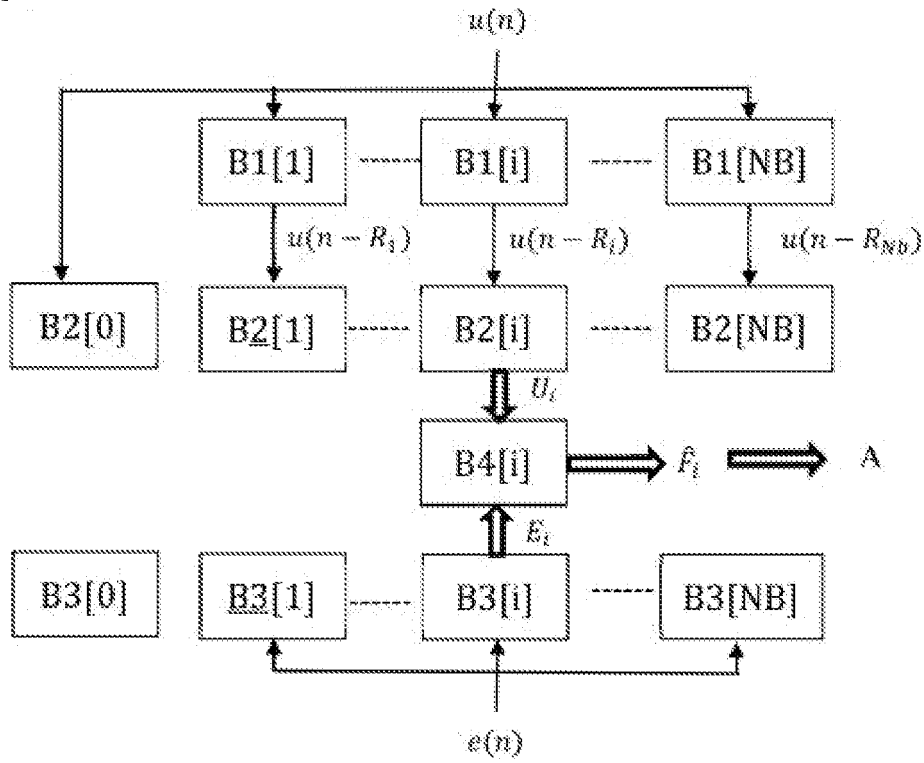 u(n)
B1[1] B1[i] B1[NB]
u(n − R₁) u(n − Rᵢ) u(n − R_Nb)
B2[0] B2[1] B2[i] B2[NB]
Uᵢ
B4[i] r̂ᵢ A
Eᵢ
B3[0] B3[1] B3[i] B3[NB]
e(n)